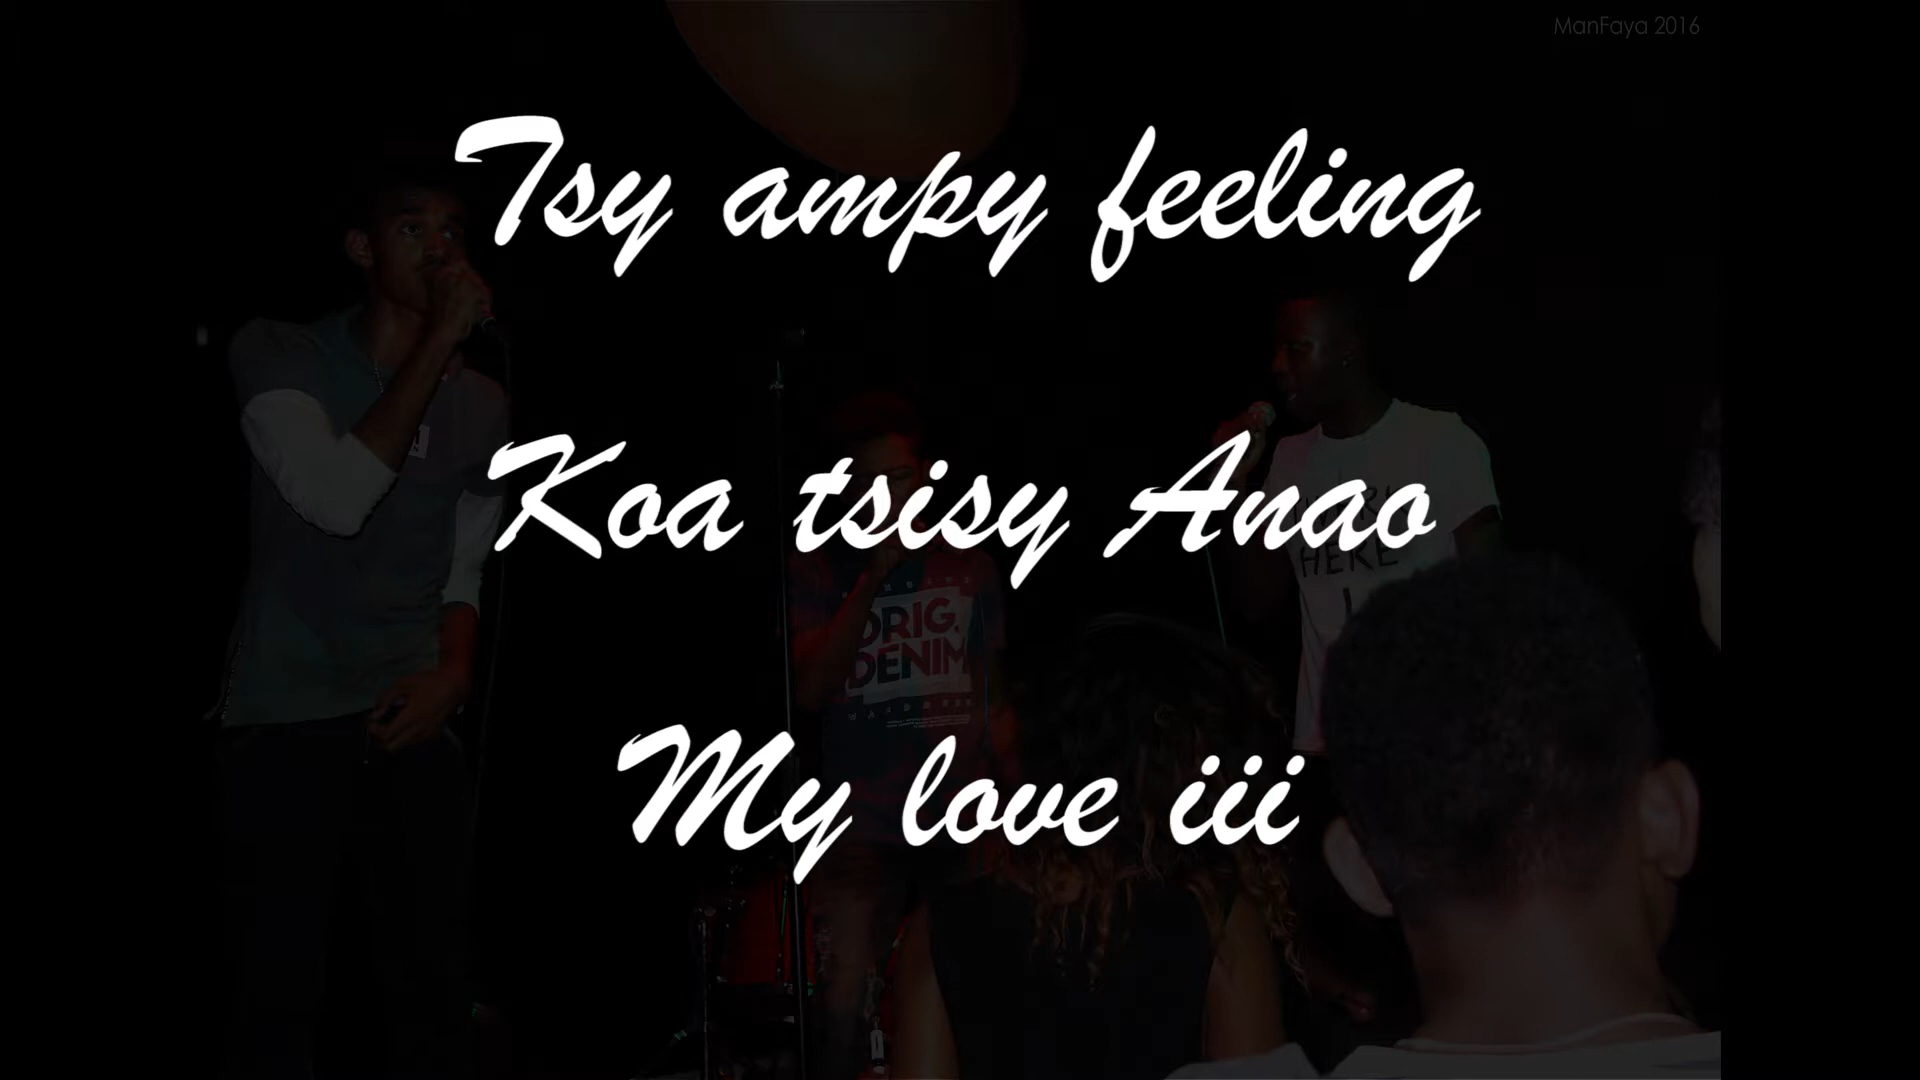 ManFaya 2016
Tsy ampy feeling
Koa tsisy Anao
HERE
ORIG.
DENIM
My love iii